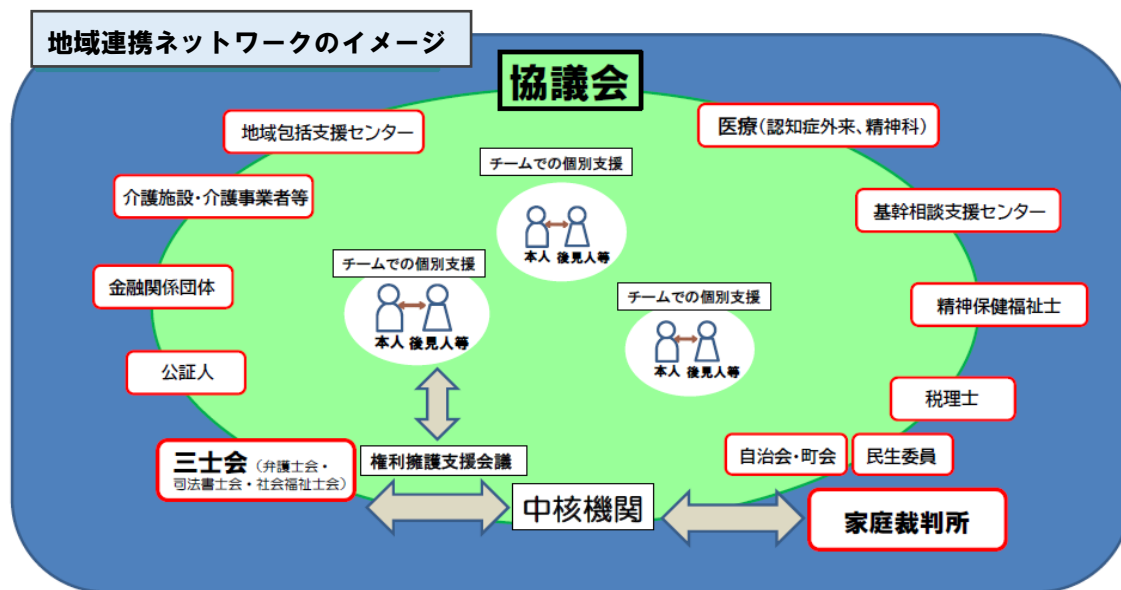 地域連携ネットワークのイメージ
協議会
地域包括支援センター
医療(認知症外来、精神科)
チームでの個別支援
本人 後見人等
介護施設・介護事業者等
基幹相談支援センター
チームでの個別支援
本人 後見人等
金融関係団体
チームでの個別支援
本人 後見人等
精神保健福祉士
公証人
税理士
三士会(弁護士会・
司法書士会・社会福祉士会)
権利擁護支援会議
自治会・町会
民生委員
中核機関
家庭裁判所